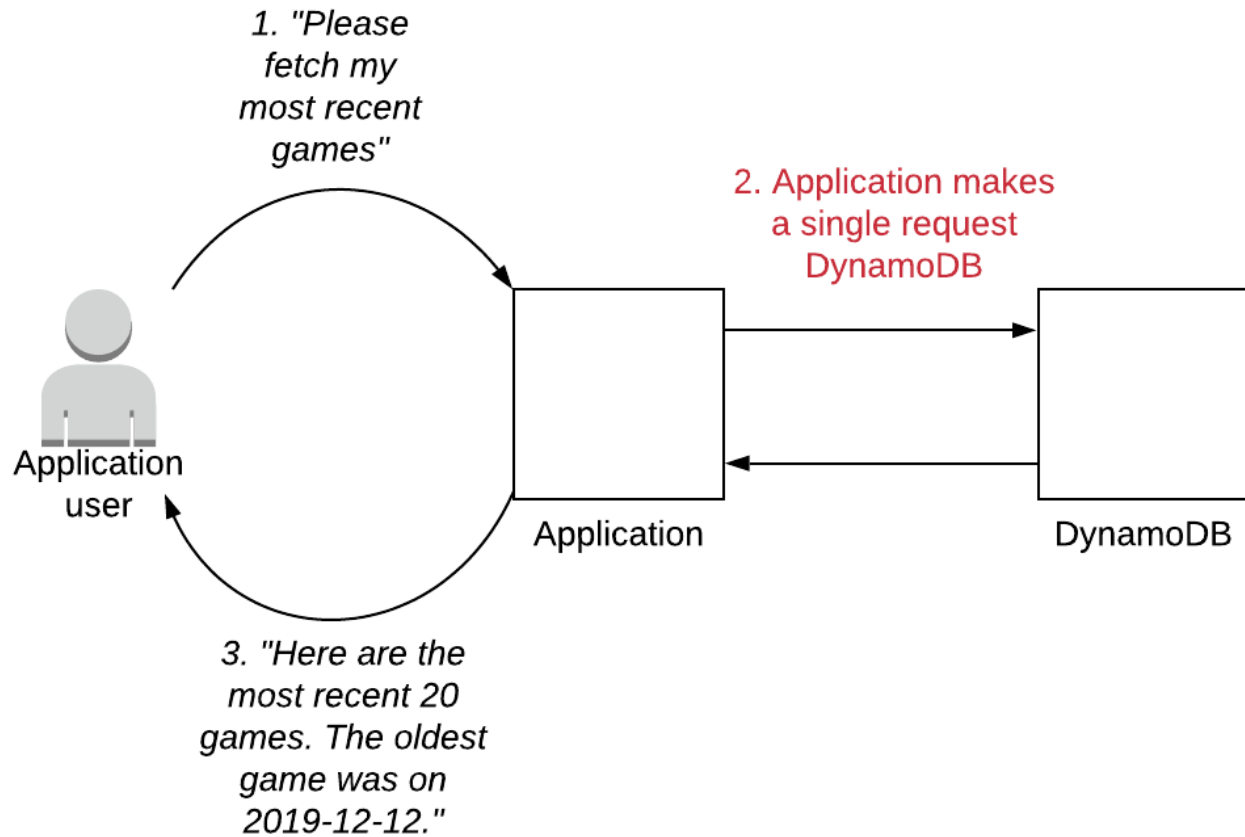 1. "Please
fetch my
most recent
games"
2. Application makes
a single request
DynamoDB
Application
user
Application
DynamoDB
3. "Here are the
most recent 20
games. The oldest
game was on
2019-12-12."